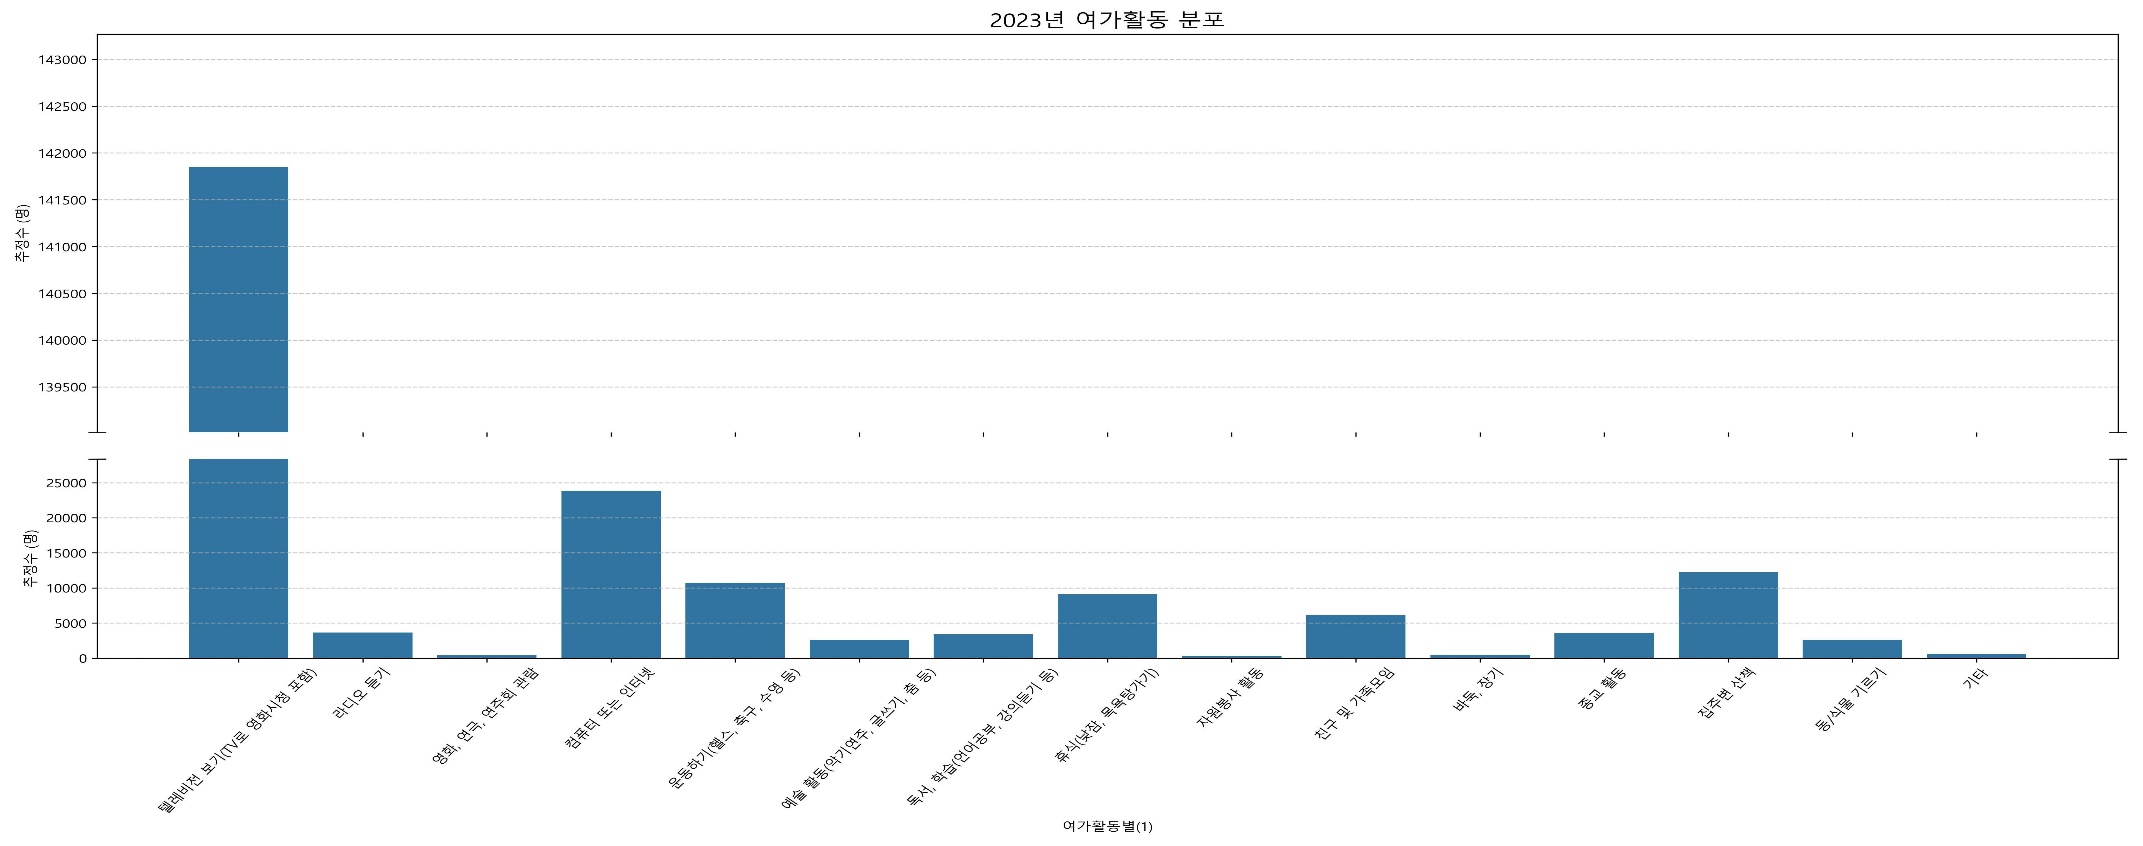 2023년 여가활동 분포
143000
142500
142000
141500
141000
140500
140000
139500
추정수 (명)
25000
20000
15000
10000
5000
0
추정수 (명)
텔레비전 보기(TV로 영화시청 포함)
라디오 듣기
영화, 연극, 연주회 관람
컴퓨터 또는 인터넷
운동하기(헬스, 축구, 수영 등)
예술 활동(악기연주, 글쓰기, 춤 등)
독서, 학습(언어공부, 강의듣기 등)
휴식(낮잠, 목욕탕가기)
자원봉사 활동
친구 및 가족모임
바둑, 장기
종교 활동
집주변 산책
동/식물 기르기
기타
여가활동별(1)